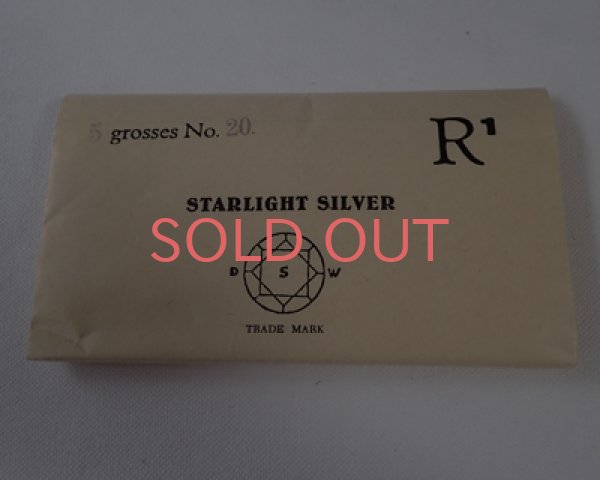 5 grosses No. 20.
R¹
STARLIGHT SILVER
SOLD OUT
D S W
TRADE MARK